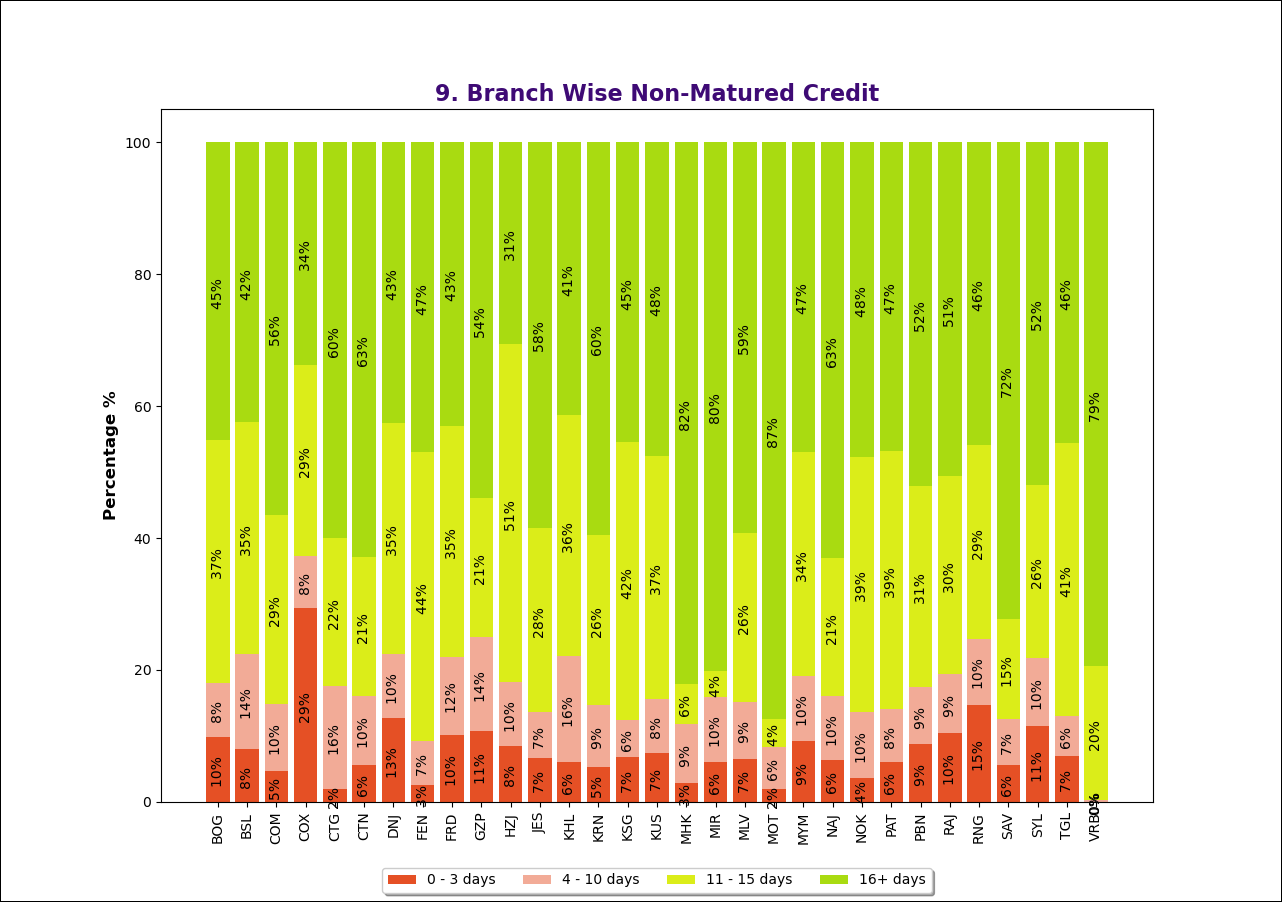 9. Branch Wise Non-Matured Credit
Percentage %
100
80
60
40
20
0
45% 42% 56% 34% 60% 63% 43% 47% 43% 54% 31% 58% 41% 60% 45% 48% 82% 80% 59% 87% 47% 63% 48% 47% 52% 51% 46% 72% 52% 46% 79%
37% 35% 29% 29% 22% 21% 35% 44% 35% 21% 51% 28% 36% 26% 42% 37% 6% 4% 26% 4% 34% 21% 39% 39% 31% 30% 29% 15% 26% 41% 20%
8% 14% 10% 8% 16% 10% 10% 7% 12% 14% 10% 7% 16% 9% 6% 8% 9% 10% 9% 6% 10% 10% 10% 8% 9% 9% 10% 7% 10% 6% 0%
10% 8% 5% 29% 2% 6% 13% 3% 10% 11% 8% 7% 6% 5% 7% 7% 3% 6% 7% 2% 9% 6% 4% 6% 9% 10% 15% 6% 11% 7%
BOG BSL COM COX CTG CTN DNJ FEN FRD GZP HZJ JES KHL KRN KSG KUS MHK MIR MLV MOT MYM NAJ NOK PAT PBN RAJ RNG SAV SYL TGL VRB
0 - 3 days 4 - 10 days 11 - 15 days 16+ days